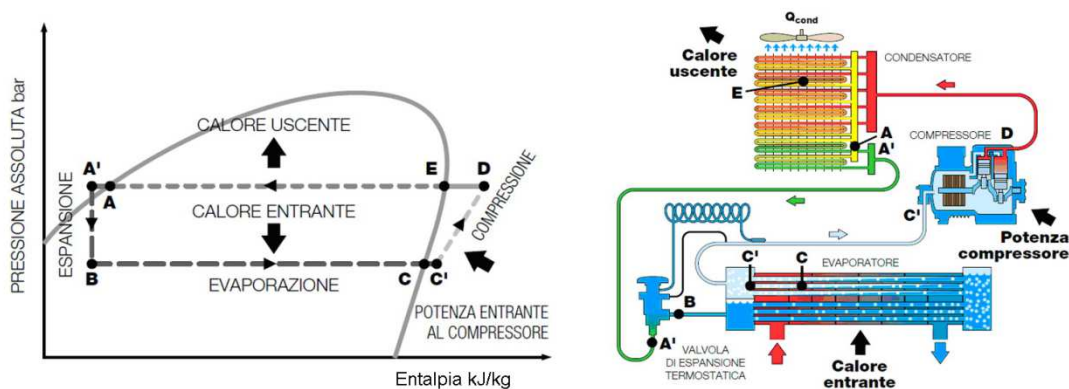 PRESSIONE ASSOLUTA bar
ESPANSIONE
A'
A
B
CALORE USCENTE
CALORE ENTRANTE
EVAPORAZIONE
E
D
C
C'
COMPRESSIONE
POTENZA ENTRANTE
AL COMPRESSORE
Entalpia kJ/kg
Qcond
Calore
uscente
E
CONDENSATORE
A
A'
COMPRESSORE
D
C'
Potenza
compressore
EVAPORATORE
C'
C
B
A'
VALVOLA
DI ESPANSIONE
TERMOSTATICA
Calore
entrante